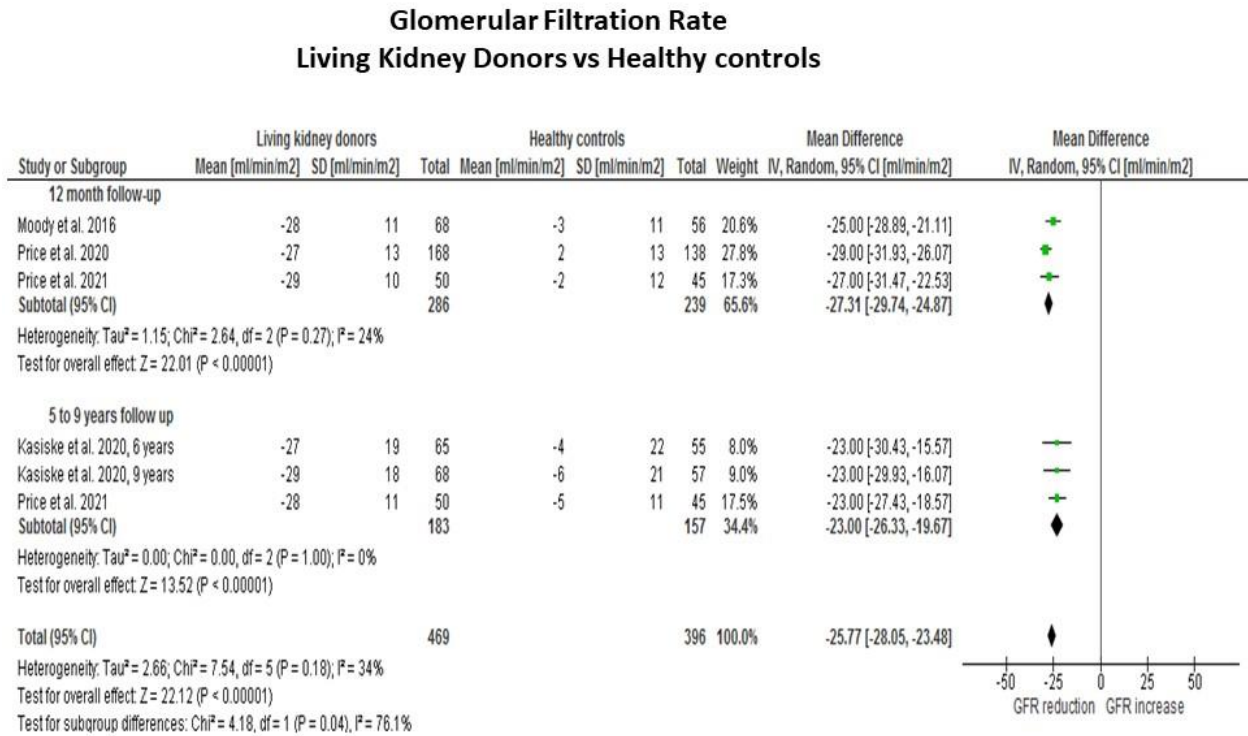 Glomerular Filtration Rate
Living Kidney Donors vs Healthy controls
Living kidney donors Healthy controls Mean Difference Mean Difference
Study or Subgroup Mean [ml/min/m2] SD [ml/min/m2] Total Mean [ml/min/m2] SD [ml/min/m2] Total Weight IV, Random, 95% CI [ml/min/m2] IV, Random, 95% CI [ml/min/m2]
12 month follow-up
Moody et al. 2016 -28 11 68 -3 11 56 20.6% -25.00 [-28.89, -21.11]
Price et al. 2020 -27 13 168 2 13 138 27.8% -29.00 [-31.93, -26.07]
Price et al. 2021 -29 10 50 -2 12 45 17.3% -27.00 [-31.47, -22.53]
Subtotal (95% CI) 286 239 65.6% -27.31 [-29.74, -24.87]
Heterogeneity: Tau² = 1.15; Chi² = 2.64, df = 2 (P = 0.27); I² = 24%
Test for overall effect: Z = 22.01 (P < 0.00001)
5 to 9 years follow up
Kasiske et al. 2020, 6 years -27 19 65 -4 22 55 8.0% -23.00 [-30.43, -15.57]
Kasiske et al. 2020, 9 years -29 18 68 -6 21 57 9.0% -23.00 [-29.93, -16.07]
Price et al. 2021 -28 11 50 -5 11 45 17.5% -23.00 [-27.43, -18.57]
Subtotal (95% CI) 183 157 34.4% -23.00 [-26.33, -19.67]
Heterogeneity: Tau² = 0.00; Chi² = 0.00, df = 2 (P = 1.00); I² = 0%
Test for overall effect: Z = 13.52 (P < 0.00001)
Total (95% CI) 469 396 100.0% -25.77 [-28.05, -23.48]
Heterogeneity: Tau² = 2.66; Chi² = 7.54, df = 5 (P = 0.18); I² = 34%
Test for overall effect: Z = 22.12 (P < 0.00001)
Test for subgroup differences: Chi² = 4.18, df = 1 (P = 0.04), I² = 76.1%
-50 -25 0 25 50
GFR reduction GFR increase